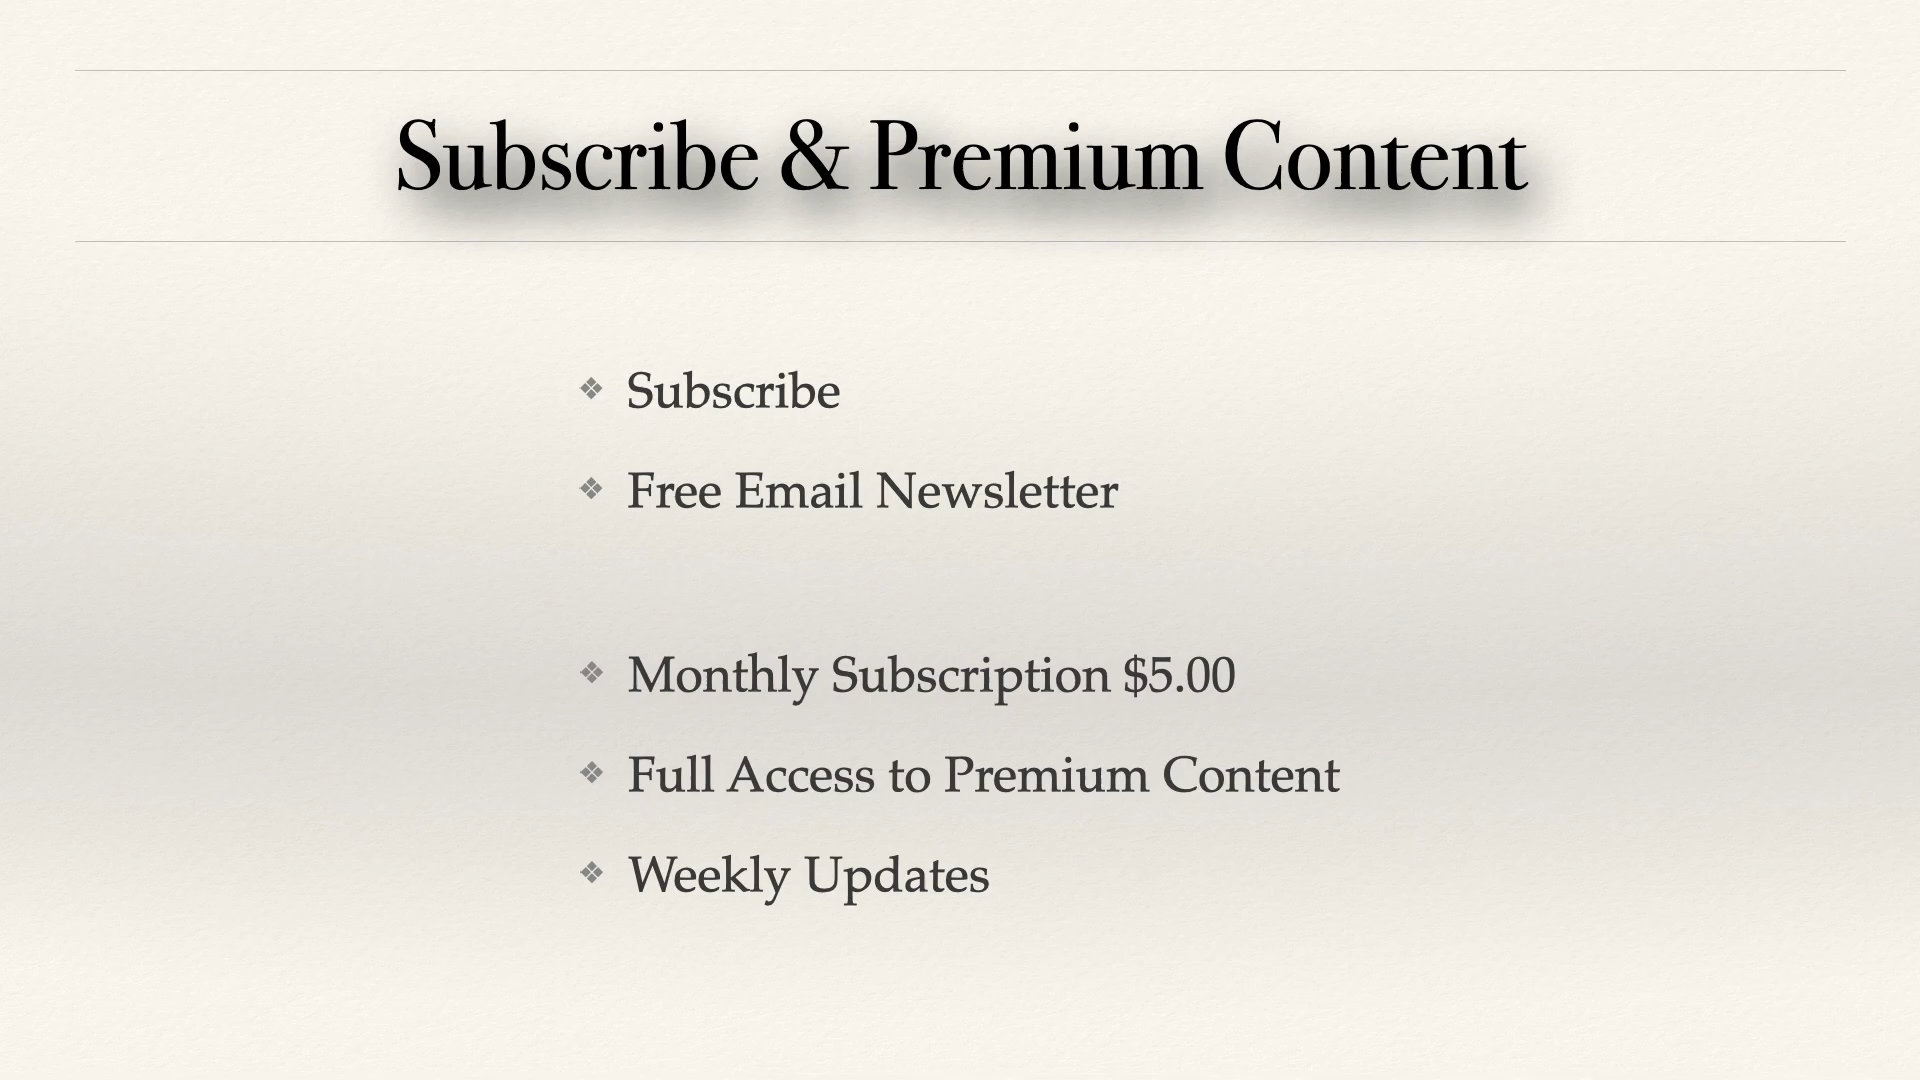 Subscribe & Premium Content
❖ Subscribe
❖ Free Email Newsletter
❖ Monthly Subscription $5.00
❖ Full Access to Premium Content
❖ Weekly Updates